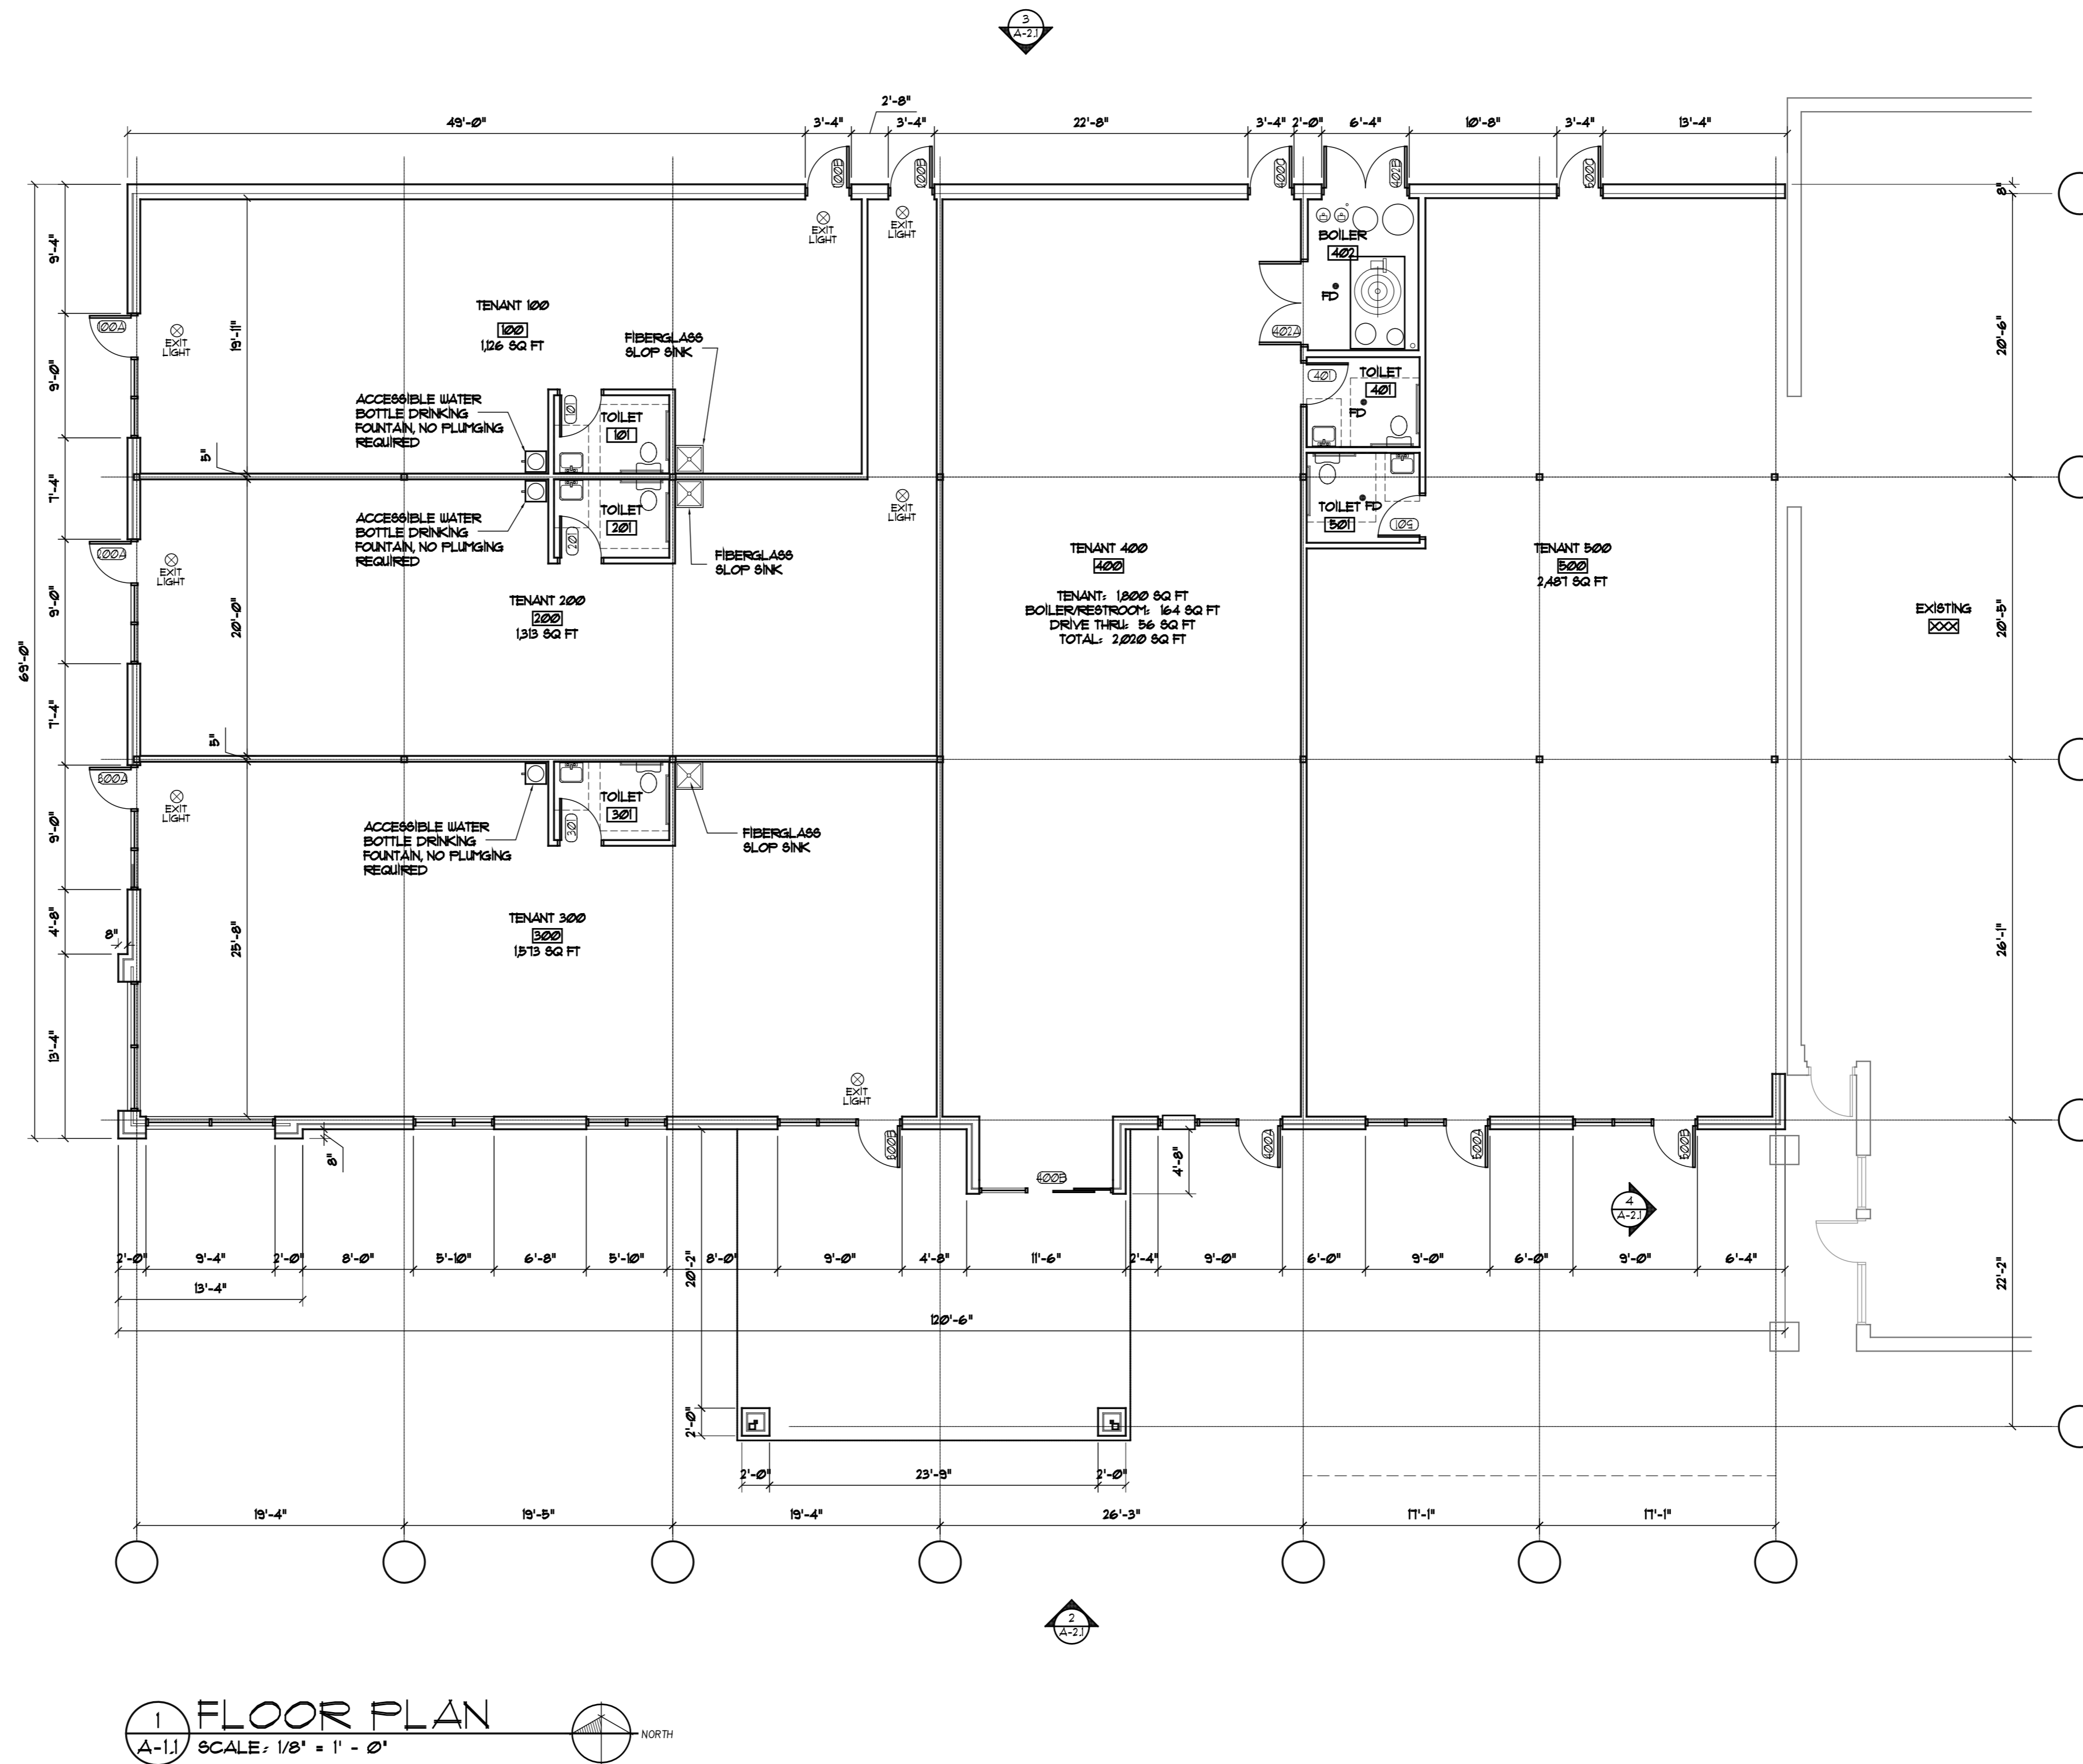 3
A-2.1
2'-8"
49'-0"
3'-4"
3'-4"
22'-8"
3'-4"
2'-0"
6'-4"
10'-8"
3'-4"
13'-4"
100B
200B
400C
402B
500C
8"
EXIT
LIGHT
EXIT
LIGHT
BOILER
402
FD
402A
9'-4"
TENANT 100
100
1,126 SQ FT
100A
EXIT
LIGHT
19'-11"
FIBERGLASS
SLOP SINK
20'-6"
9'-0"
ACCESSIBLE WATER
BOTTLE DRINKING
FOUNTAIN, NO PLUMGING
REQUIRED
101
TOILET
101
401
TOILET
401
FD
5"
7'-4"
EXIT
LIGHT
TOILET
201
201
TOILET FD
501
501
ACCESSIBLE WATER
BOTTLE DRINKING
FOUNTAIN, NO PLUMGING
REQUIRED
FIBERGLASS
SLOP SINK
200A
EXIT
LIGHT
TENANT 400
400
TENANT: 1,800 SQ FT
BOILER/RESTROOM: 164 SQ FT
DRIVE THRU: 56 SQ FT
TOTAL: 2,020 SQ FT
TENANT 500
500
2,487 SQ FT
9'-0"
20'-0"
TENANT 200
200
1,313 SQ FT
EXISTING
XXX
20'-5"
69'-0"
7'-4"
5"
300A
EXIT
LIGHT
9'-0"
TOILET
301
301
ACCESSIBLE WATER
BOTTLE DRINKING
FOUNTAIN, NO PLUMGING
REQUIRED
FIBERGLASS
SLOP SINK
4'-8"
8"
25'-8"
TENANT 300
300
1,573 SQ FT
26'-1"
13'-4"
EXIT
LIGHT
8"
300B
400B
4'-8"
400A
500A
500B
4
A-2.1
2'-0"
9'-4"
2'-0"
8'-0"
5'-10"
6'-8"
5'-10"
8'-0"
9'-0"
4'-8"
11'-6"
2'-4"
9'-0"
6'-0"
9'-0"
6'-0"
9'-0"
6'-4"
20'-2"
22'-2"
13'-4"
120'-6"
2'-0"
2'-0"
23'-9"
2'-0"
19'-4"
19'-5"
19'-4"
26'-3"
17'-1"
17'-1"
2
A-2.1
1
A-1.1
FLOOR PLAN
SCALE: 1/8" = 1' - 0"
NORTH